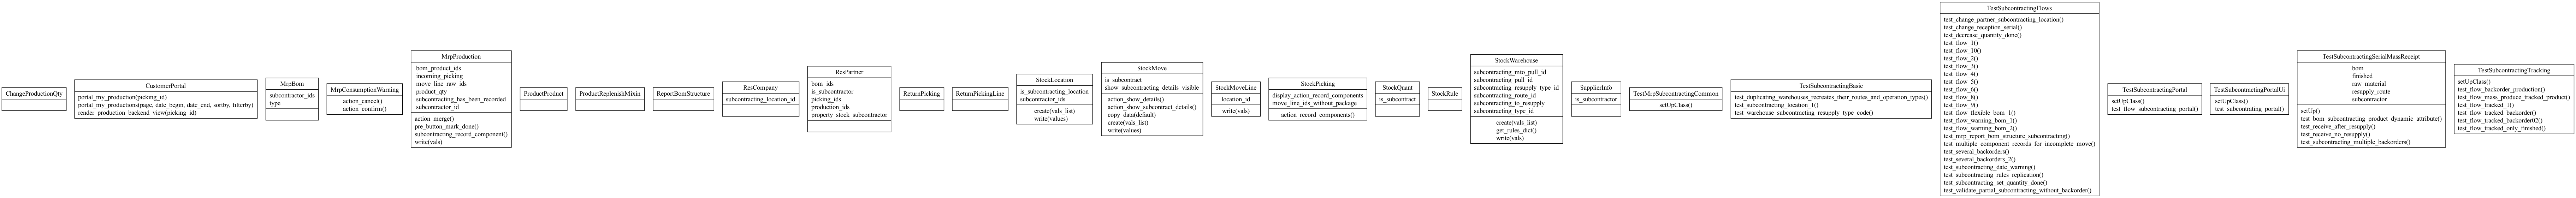 ChangeProductionQty
CustomerPortal
portal_my_production(picking_id)
portal_my_productions(page, date_begin, date_end, sortby, filterby)
render_production_backend_view(picking_id)
MrpBom
subcontractor_ids
type
MrpConsumptionWarning
action_cancel()
action_confirm()
MrpProduction
bom_product_ids
incoming_picking
move_line_raw_ids
product_qty
subcontracting_has_been_recorded
subcontractor_id
action_merge()
pre_button_mark_done()
subcontracting_record_component()
write(vals)
ProductProduct
ProductReplenishMixin
ReportBomStructure
ResCompany
subcontracting_location_id
ResPartner
bom_ids
is_subcontractor
picking_ids
production_ids
property_stock_subcontractor
ReturnPicking
ReturnPickingLine
StockLocation
is_subcontracting_location
subcontractor_ids
create(vals_list)
write(values)
StockMove
is_subcontract
show_subcontracting_details_visible
action_show_details()
action_show_subcontract_details()
copy_data(default)
create(vals_list)
write(values)
StockMoveLine
location_id
write(vals)
StockPicking
display_action_record_components
move_line_ids_without_package
action_record_components()
StockQuant
is_subcontract
StockRule
StockWarehouse
subcontracting_mto_pull_id
subcontracting_pull_id
subcontracting_resupply_type_id
subcontracting_route_id
subcontracting_to_resupply
subcontracting_type_id
create(vals_list)
get_rules_dict()
write(vals)
SupplierInfo
is_subcontractor
TestMrpSubcontractingCommon
setUpClass()
TestSubcontractingBasic
test_duplicating_warehouses_recreates_their_routes_and_operation_types()
test_subcontracting_location_1()
test_warehouse_subcontracting_resupply_type_code()
TestSubcontractingFlows
test_change_partner_subcontracting_location()
test_change_reception_serial()
test_decrease_quantity_done()
test_flow_1()
test_flow_10()
test_flow_2()
test_flow_3()
test_flow_4()
test_flow_5()
test_flow_6()
test_flow_8()
test_flow_9()
test_flow_flexible_bom_1()
test_flow_warning_bom_1()
test_flow_warning_bom_2()
test_mrp_report_bom_structure_subcontracting()
test_multiple_component_records_for_incomplete_move()
test_several_backorders()
test_several_backorders_2()
test_subcontracting_date_warning()
test_subcontracting_rules_replication()
test_subcontracting_set_quantity_done()
test_validate_partial_subcontracting_without_backorder()
TestSubcontractingPortal
setUpClass()
test_flow_subcontracting_portal()
TestSubcontractingPortalUi
setUpClass()
test_subcontrating_portal()
TestSubcontractingSerialMassReceipt
bom
finished
raw_material
resupply_route
subcontractor
setUp()
test_bom_subcontracting_product_dynamic_attribute()
test_receive_after_resupply()
test_receive_no_resupply()
test_subcontracting_multiple_backorders()
TestSubcontractingTracking
setUpClass()
test_flow_backorder_production()
test_flow_mass_produce_tracked_product()
test_flow_tracked_1()
test_flow_tracked_backorder()
test_flow_tracked_backorder02()
test_flow_tracked_only_finished()